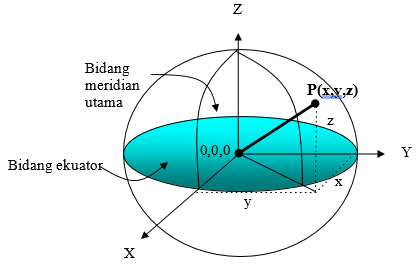 Z
Bidang
meridian
utama
P(x,y,z)
z
0,0,0
Y
Bidang ekuator
x
y
X